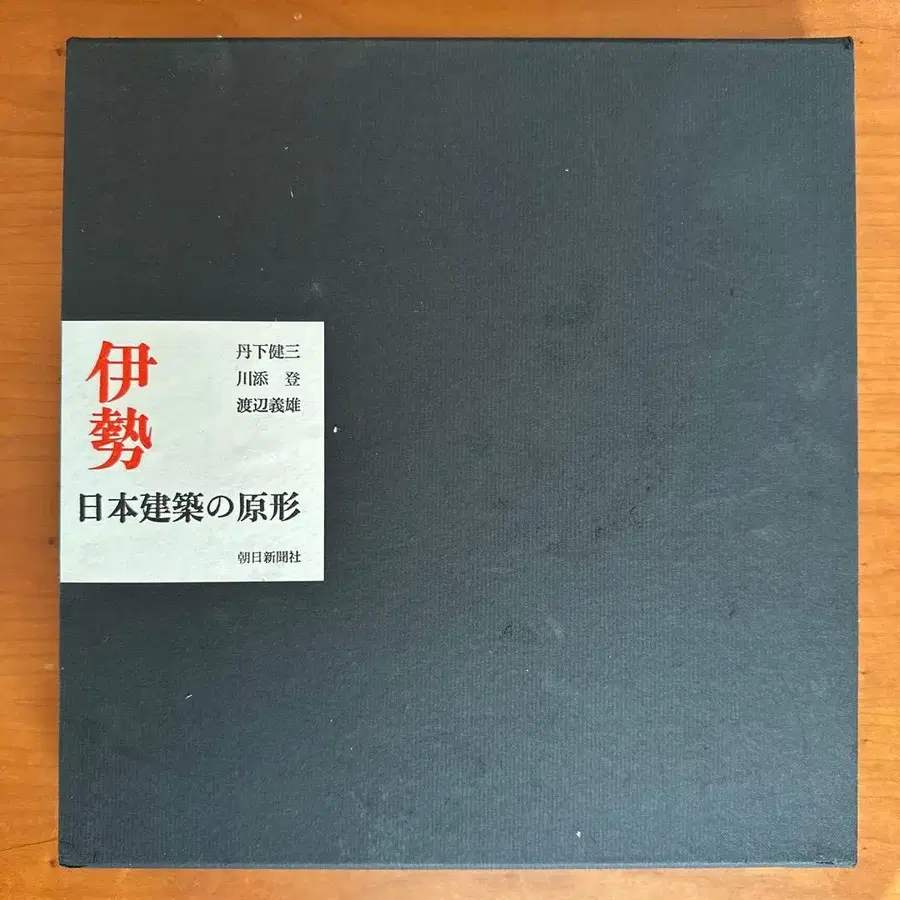 伊勢
丹下健三
川添 登
渡辺義雄
日本建築の原形
朝日新聞社